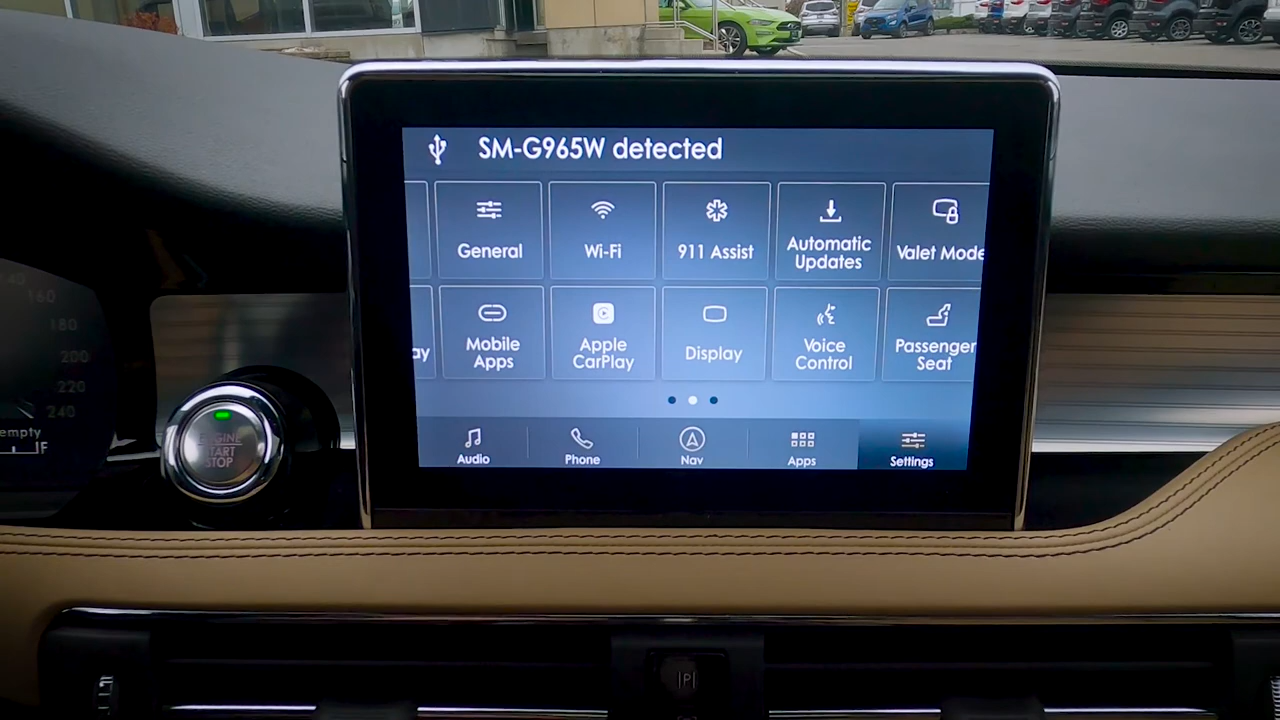 SM-G965W detected
General
Wi-Fi
911 Assist
Automatic
Updates
Valet Mode
ay
Mobile
Apps
Apple
CarPlay
Display
Voice
Control
Passenger
Seat
Audio
Phone
Nav
Apps
Settings
160
180
200
220
240
empty
F
ENGINE
START
STOP
P